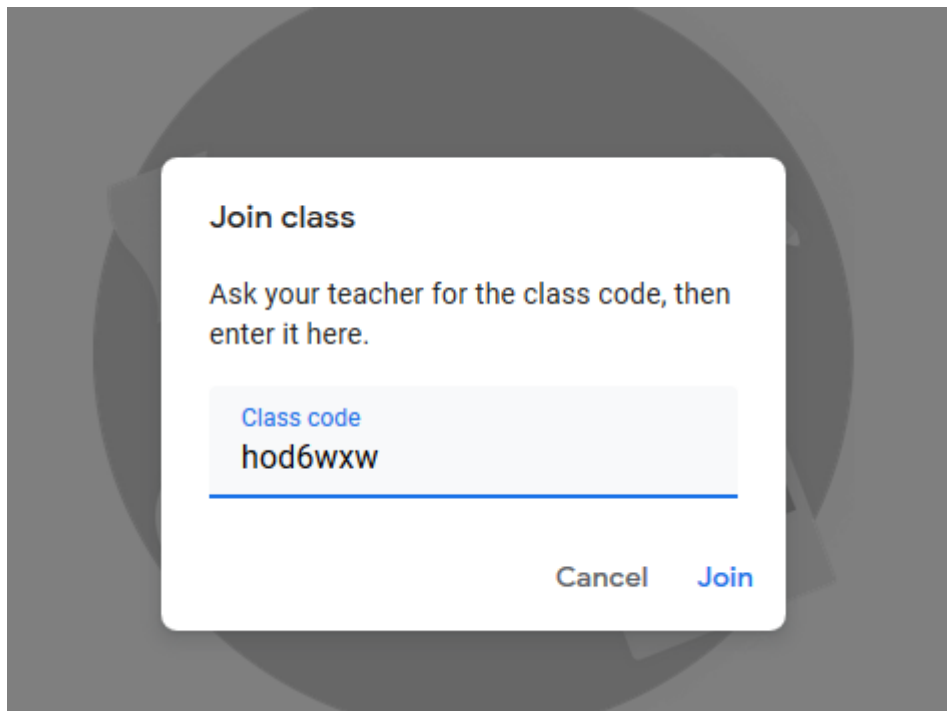 Join class
Ask your teacher for the class code, then
enter it here.
Class code
hod6wxw
Cancel Join